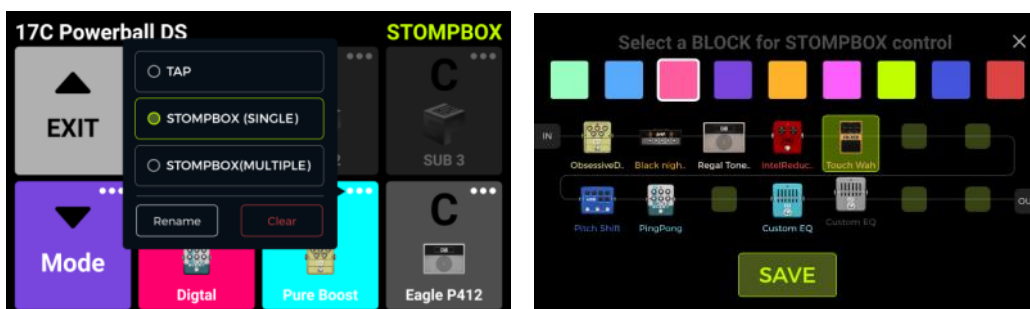 17C Powerball DS
STOMPBOX
TAP
STOMPBOX (SINGLE)
STOMPBOX(MULTIPLE)
Rename
Clear
EXIT
2
C
SUB 3
Mode
Digtal
Pure Boost
C
Eagle P412
Select a BLOCK for STOMPBOX control
IN
ObsessiveD..
Black nigh..
Regal Tone..
IntelReduc..
Touch Wah
Pitch Shift
PingPong
Custom EQ
Custom EQ
OU
SAVE